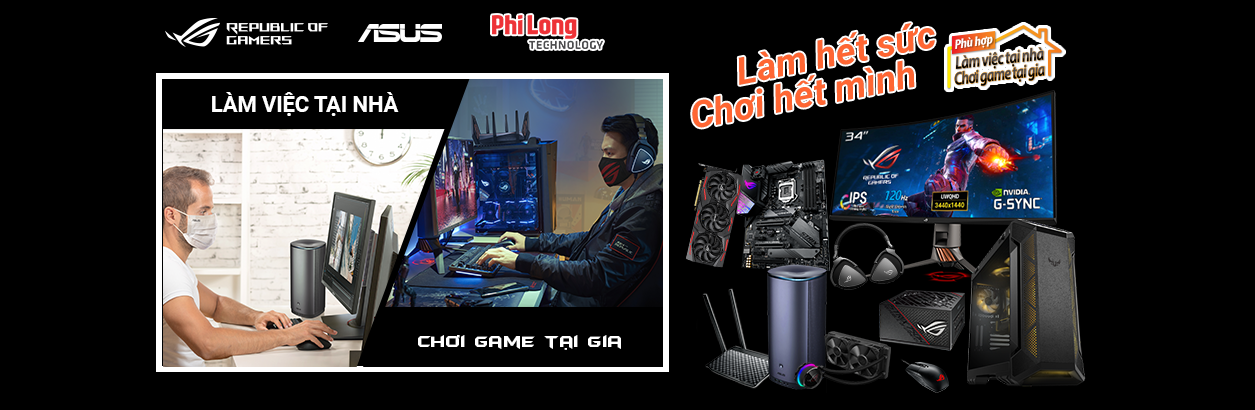 REPUBLIC OF
GAMERS
ASUS
PhiLong
TECHNOLOGY
LÀM VIỆC TẠI NHÀ
CHƠI GAME TẠI GIA
Làm hết sức
Chơi hết mình
Phù hợp
Làm việc tại nhà
Chơi game tại gia
34"
REPUBLIC OF
GAMERS
IPS
120Hz
UWQHD
3440x1440
NVIDIA
G-SYNC